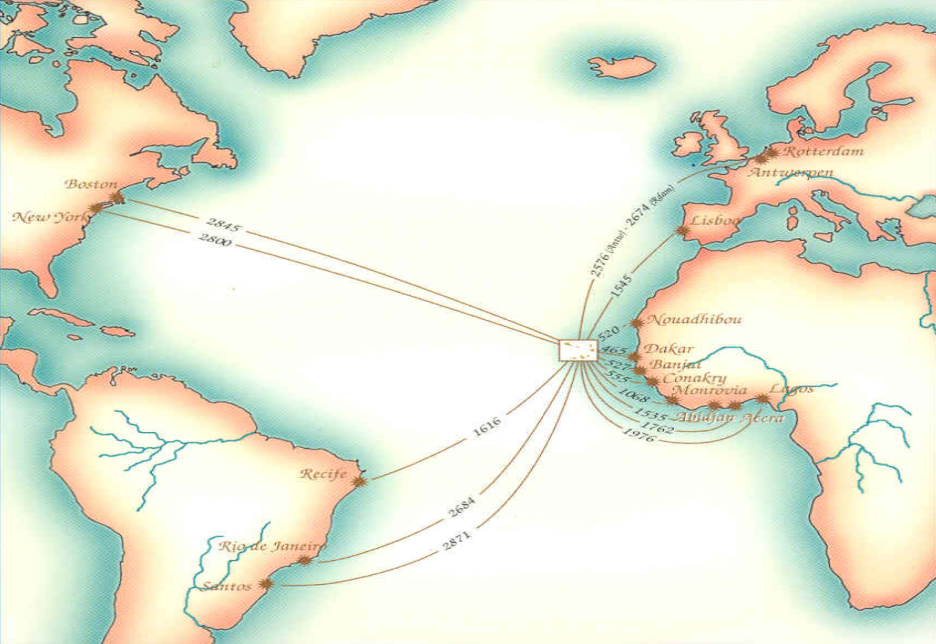 Rotterdam
Antwerpen
Boston
New York
2845
2800
2576 (Antw) - 2674 (Rdam)
Lisboa
1545
Nouadhibou
520
Dakar
465
Banjul
527
Conakry
555
Monrovia
Lagos
1068
Abidjan
Accra
1535
1762
1976
1616
Recife
2684
Rio de Janeiro
2871
Santos